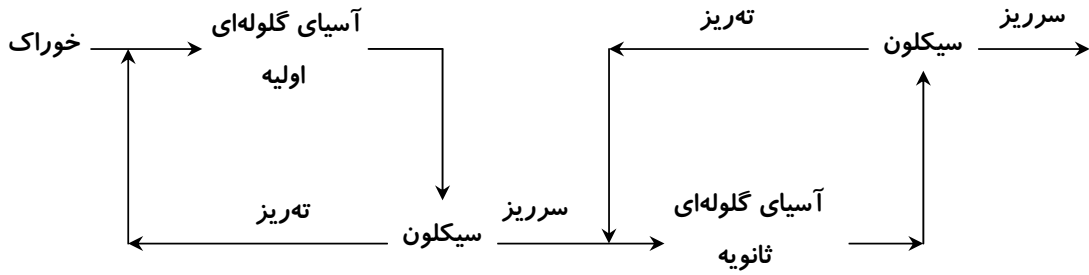 خوراک
آسیای گلوله‌ای
اولیه
ته‌ریز
سیکلون
سرریز
ته‌ریز
سیکلون
سرریز
آسیای گلوله‌ای
ثانویه